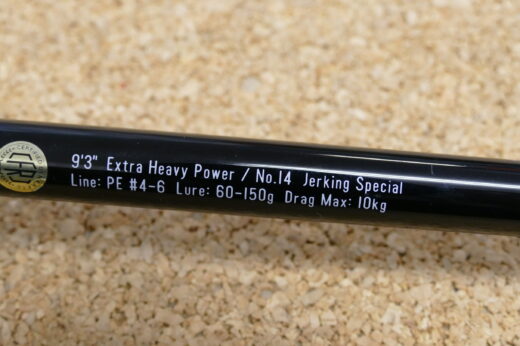 9'3" Extra Heavy Power / No.14 Jerking Special
Line: PE #4-6 Lure: 60-150g Drag Max: 10kg